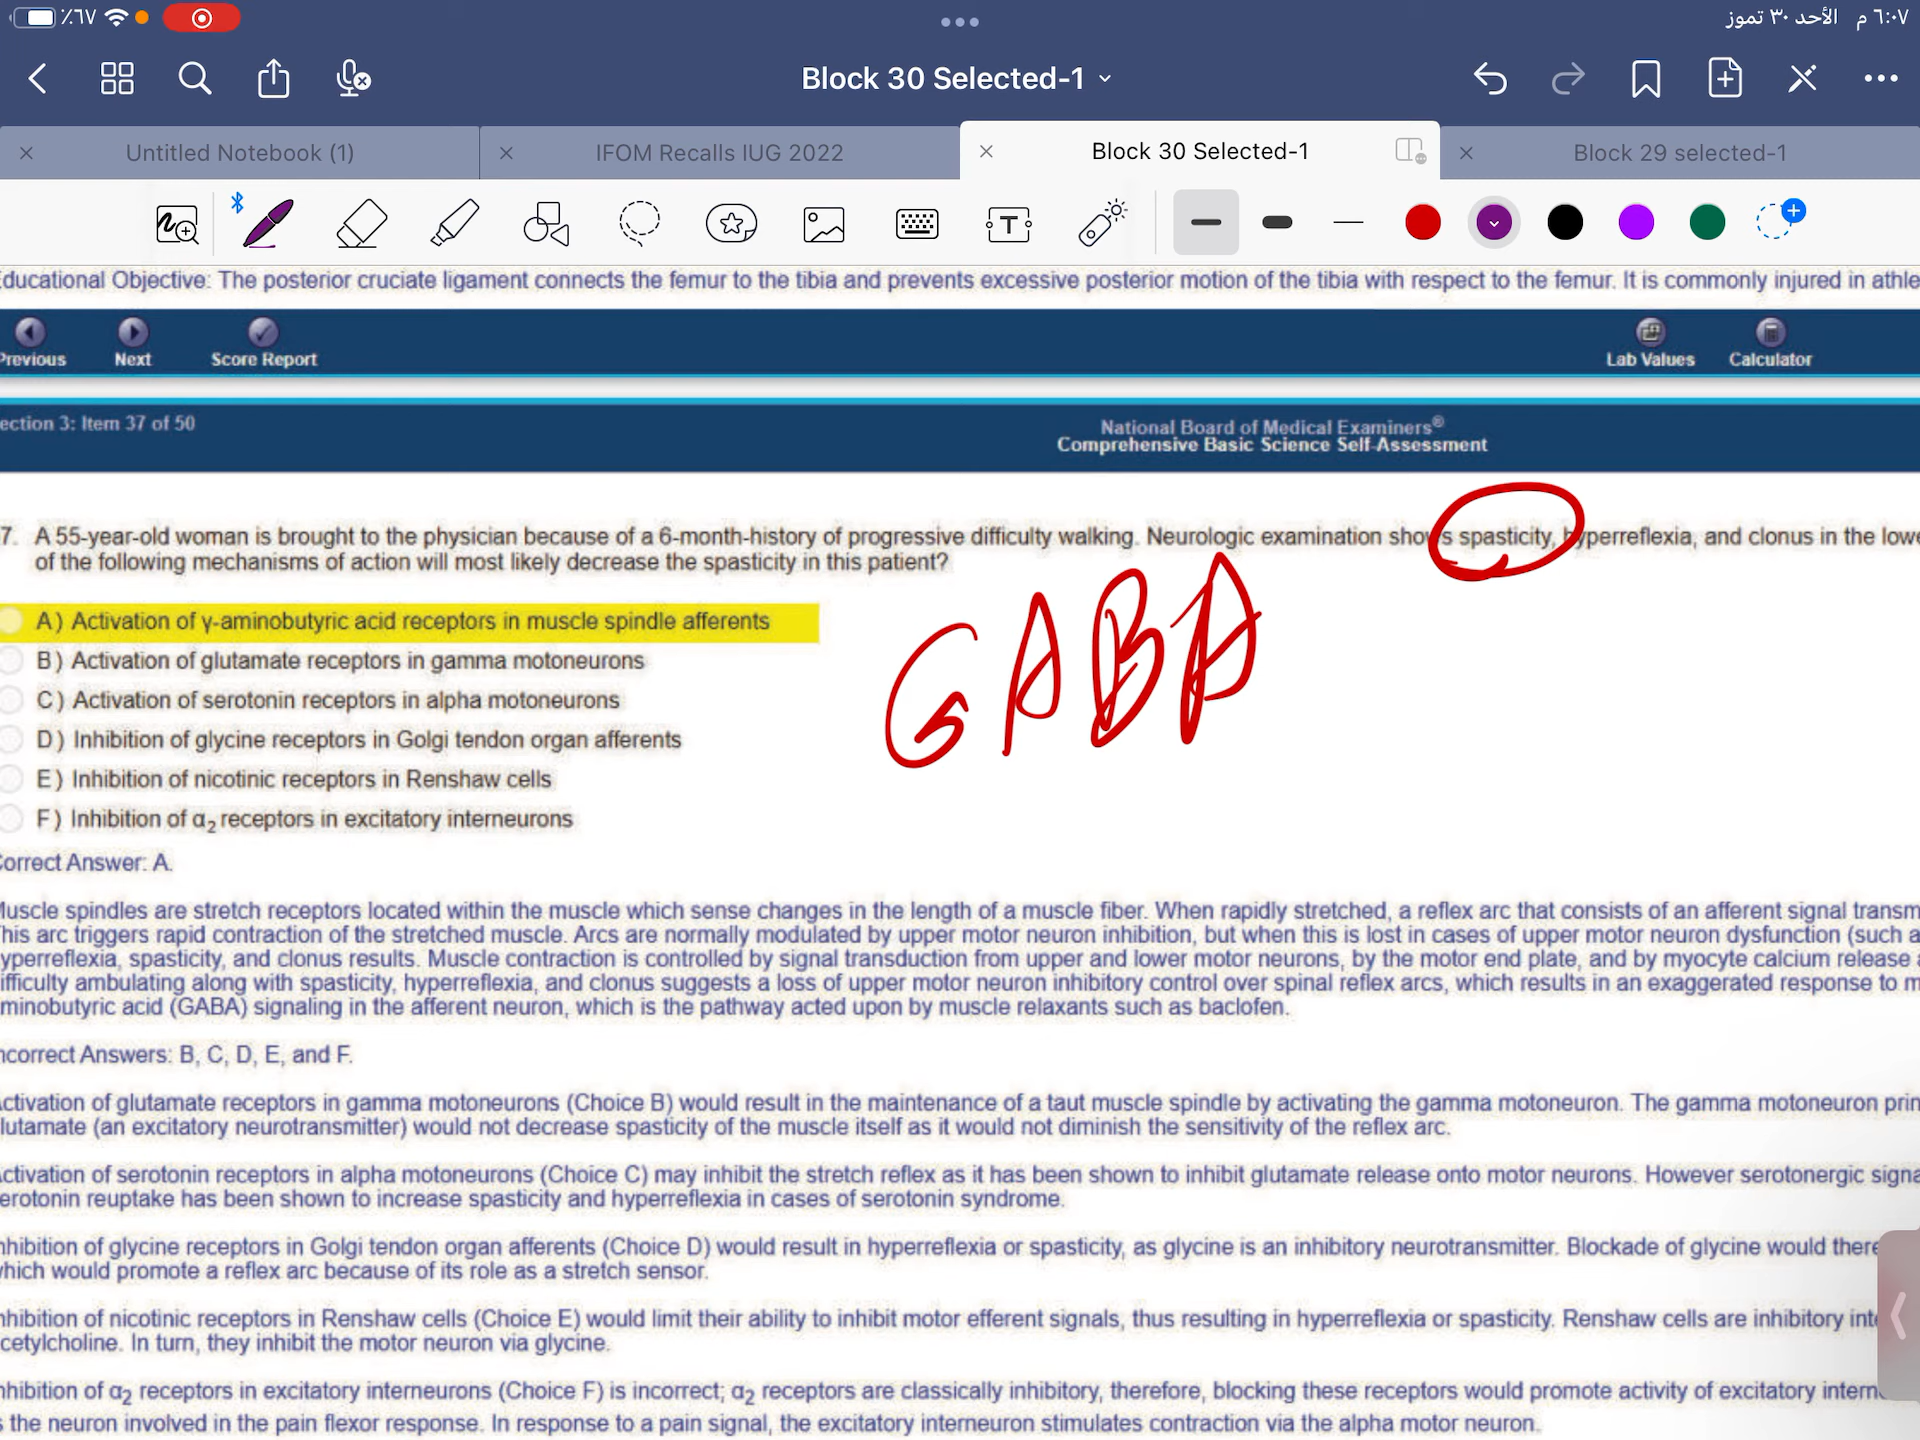 ٪٦٧
٦:٠٧ م الأحد ٣٠ تموز
Block 30 Selected-1
Untitled Notebook (1)
IFOM Recalls IUG 2022
Block 30 Selected-1
Block 29 selected-1
T
Educational Objective: The posterior cruciate ligament connects the femur to the tibia and prevents excessive posterior motion of the tibia with respect to the femur. It is commonly injured in athle
Previous Next Score Report Lab Values Calculator
ection 3: Item 37 of 50
National Board of Medical Examiners®
Comprehensive Basic Science Self-Assessment
7. A 55-year-old woman is brought to the physician because of a 6-month-history of progressive difficulty walking. Neurologic examination shows spasticity, hyperreflexia, and clonus in the lowe
of the following mechanisms of action will most likely decrease the spasticity in this patient?
A) Activation of γ-aminobutyric acid receptors in muscle spindle afferents
B) Activation of glutamate receptors in gamma motoneurons
C) Activation of serotonin receptors in alpha motoneurons
D) Inhibition of glycine receptors in Golgi tendon organ afferents
E) Inhibition of nicotinic receptors in Renshaw cells
F) Inhibition of α₂ receptors in excitatory interneurons
GABA
Correct Answer: A.
Muscle spindles are stretch receptors located within the muscle which sense changes in the length of a muscle fiber. When rapidly stretched, a reflex arc that consists of an afferent signal transm
This arc triggers rapid contraction of the stretched muscle. Arcs are normally modulated by upper motor neuron inhibition, but when this is lost in cases of upper motor neuron dysfunction (such a
yperreflexia, spasticity, and clonus results. Muscle contraction is controlled by signal transduction from upper and lower motor neurons, by the motor end plate, and by myocyte calcium release a
ifficulty ambulating along with spasticity, hyperreflexia, and clonus suggests a loss of upper motor neuron inhibitory control over spinal reflex arcs, which results in an exaggerated response to m
minobutyric acid (GABA) signaling in the afferent neuron, which is the pathway acted upon by muscle relaxants such as baclofen.
ncorrect Answers: B, C, D, E, and F.
ctivation of glutamate receptors in gamma motoneurons (Choice B) would result in the maintenance of a taut muscle spindle by activating the gamma motoneuron. The gamma motoneuron prin
lutamate (an excitatory neurotransmitter) would not decrease spasticity of the muscle itself as it would not diminish the sensitivity of the reflex arc.
ctivation of serotonin receptors in alpha motoneurons (Choice C) may inhibit the stretch reflex as it has been shown to inhibit glutamate release onto motor neurons. However serotonergic signa
erotonin reuptake has been shown to increase spasticity and hyperreflexia in cases of serotonin syndrome.
nhibition of glycine receptors in Golgi tendon organ afferents (Choice D) would result in hyperreflexia or spasticity, as glycine is an inhibitory neurotransmitter. Blockade of glycine would there
hich would promote a reflex arc because of its role as a stretch sensor.
nhibition of nicotinic receptors in Renshaw cells (Choice E) would limit their ability to inhibit motor efferent signals, thus resulting in hyperreflexia or spasticity. Renshaw cells are inhibitory inte
cetylcholine. In turn, they inhibit the motor neuron via glycine.
nhibition of α₂ receptors in excitatory interneurons (Choice F) is incorrect; α₂ receptors are classically inhibitory, therefore, blocking these receptors would promote activity of excitatory intern
s the neuron involved in the pain flexor response. In response to a pain signal, the excitatory interneuron stimulates contraction via the alpha motor neuron.